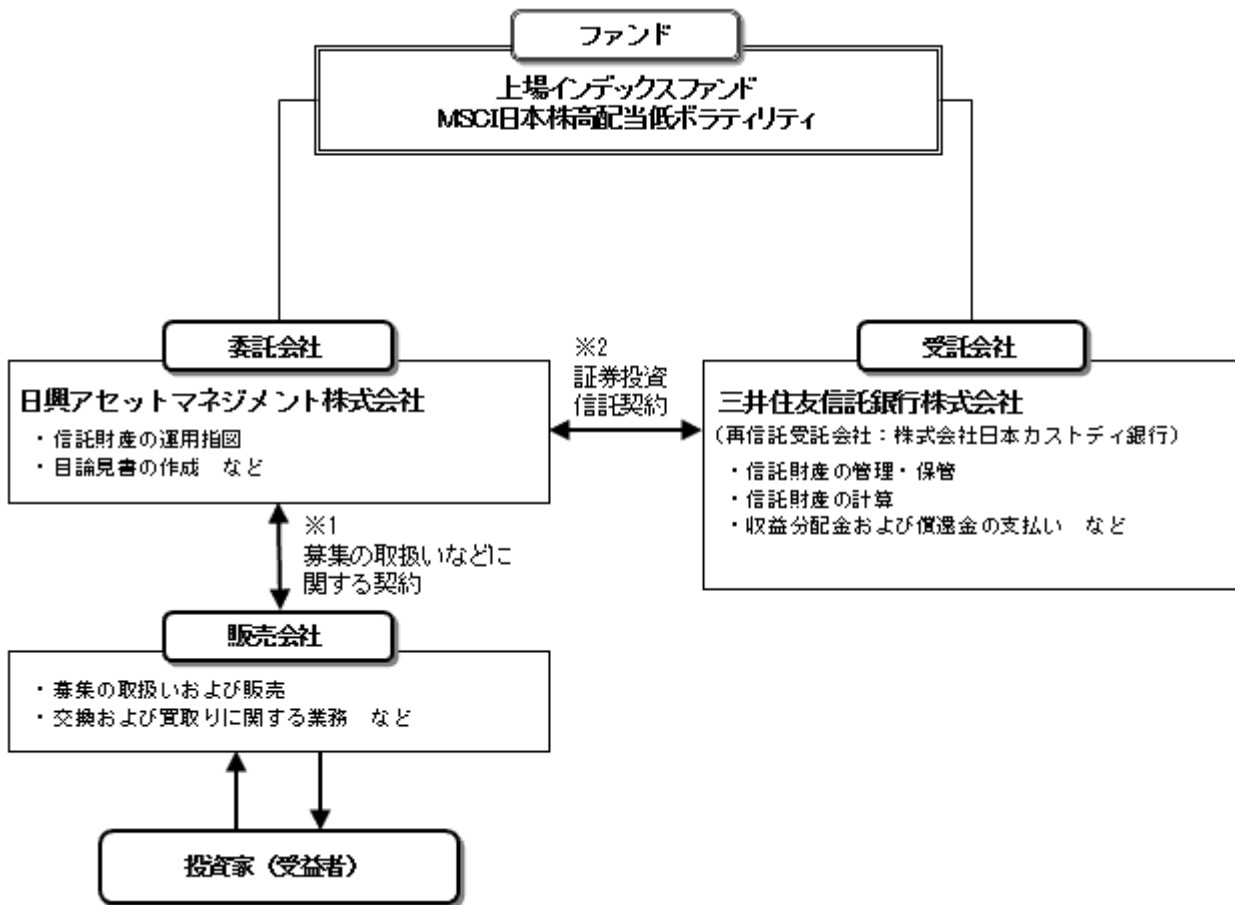 ファンド
上場インデックスファンド
MSCI日本株高配当低ボラティリティ
委託会社
日興アセットマネジメント株式会社
・信託財産の運用指図
・目論見書の作成 など
※2
証券投資
信託契約
受託会社
三井住友信託銀行株式会社
(再信託受託会社：株式会社日本カストディ銀行)
・信託財産の管理・保管
・信託財産の計算
・収益分配金および償還金の支払い など
※1
募集の取扱いなどに
関する契約
販売会社
・募集の取扱いおよび販売
・交換および買取りに関する業務 など
投資家（受益者）